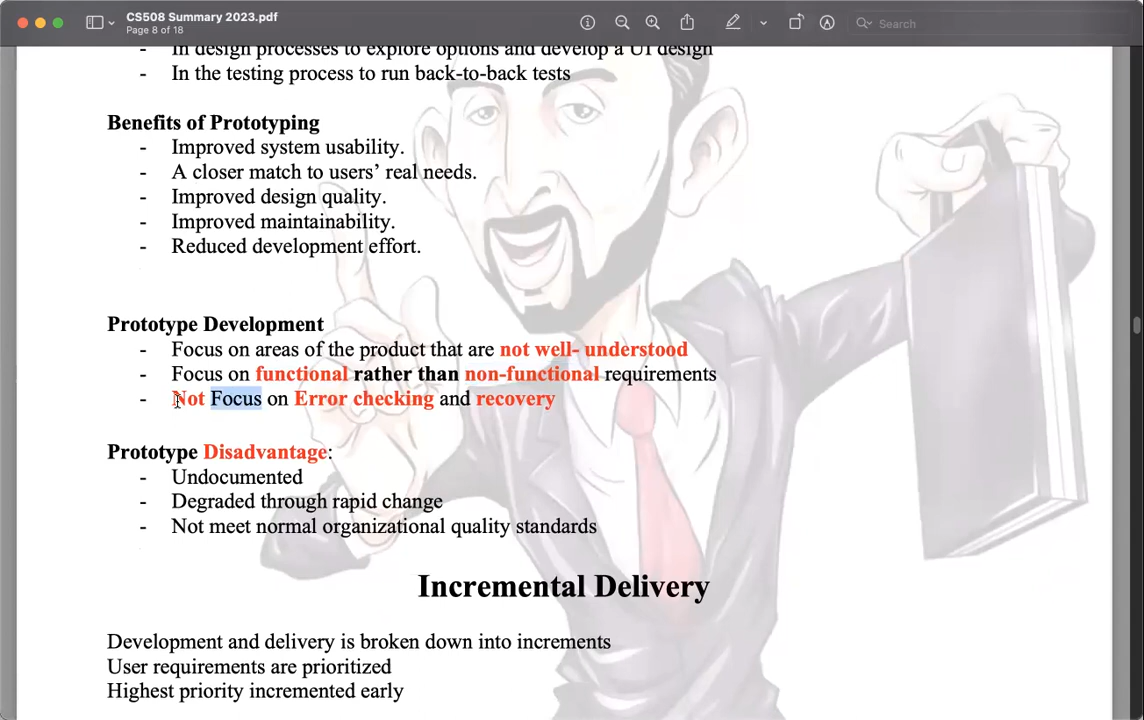 CS508 Summary 2023.pdf
Page 8 of 18
Search
- In design processes to explore options and develop a UI design
- In the testing process to run back-to-back tests
Benefits of Prototyping
- Improved system usability.
- A closer match to users’ real needs.
- Improved design quality.
- Improved maintainability.
- Reduced development effort.
Prototype Development
- Focus on areas of the product that are not well- understood
- Focus on functional rather than non-functional requirements
- Not Focus on Error checking and recovery
Prototype Disadvantage:
- Undocumented
- Degraded through rapid change
- Not meet normal organizational quality standards
Incremental Delivery
Development and delivery is broken down into increments
User requirements are prioritized
Highest priority incremented early